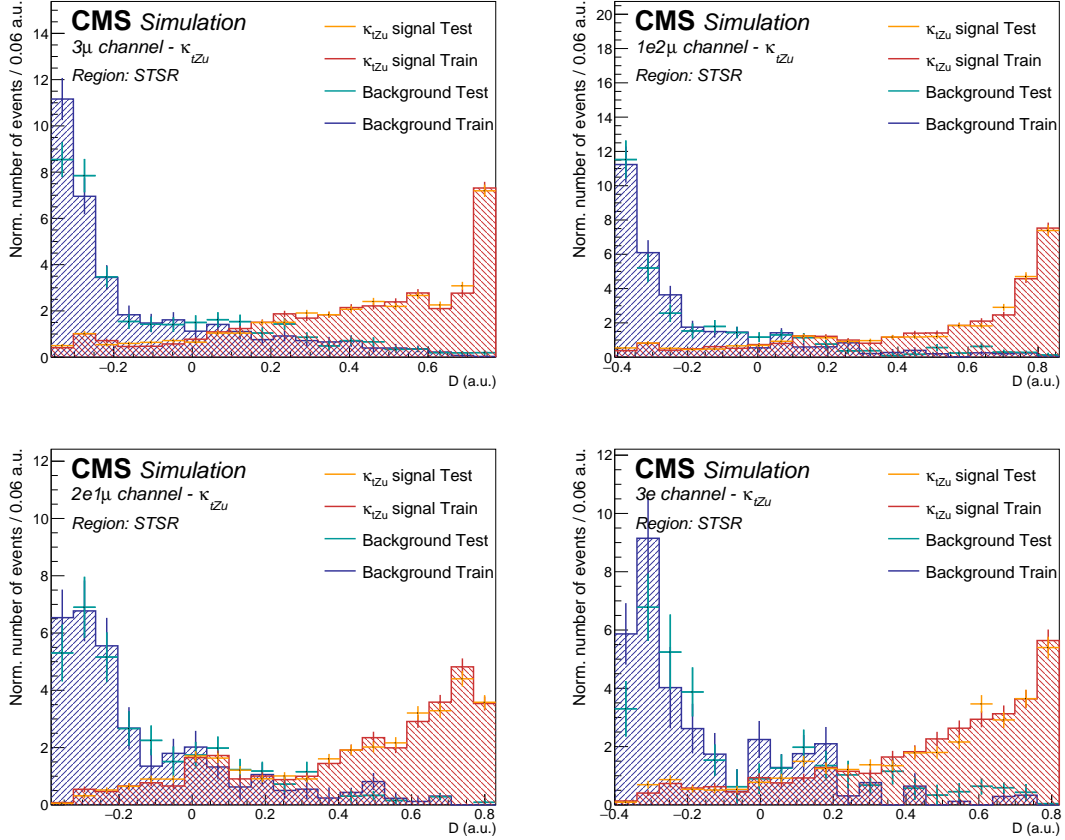 CMS Simulation
3μ channel - κtZu
Region: STSR
κtZu signal Test
κtZu signal Train
Background Test
Background Train
Norm. number of events / 0.06 a.u.
14
12
10
8
6
4
2
0
−0.2 0 0.2 0.4 0.6
D (a.u.)
CMS Simulation
1e2μ channel - κtZu
Region: STSR
κtZu signal Test
κtZu signal Train
Background Test
Background Train
Norm. number of events / 0.06 a.u.
20
18
16
14
12
10
8
6
4
2
0
−0.4 −0.2 0 0.2 0.4 0.6 0.8
D (a.u.)
CMS Simulation
2e1μ channel - κtZu
Region: STSR
κtZu signal Test
κtZu signal Train
Background Test
Background Train
Norm. number of events / 0.06 a.u.
12
10
8
6
4
2
0
−0.2 0 0.2 0.4 0.6 0.8
D (a.u.)
CMS Simulation
3e channel - κtZu
Region: STSR
κtZu signal Test
κtZu signal Train
Background Test
Background Train
Norm. number of events / 0.06 a.u.
12
10
8
6
4
2
0
−0.4 −0.2 0 0.2 0.4 0.6 0.8
D (a.u.)